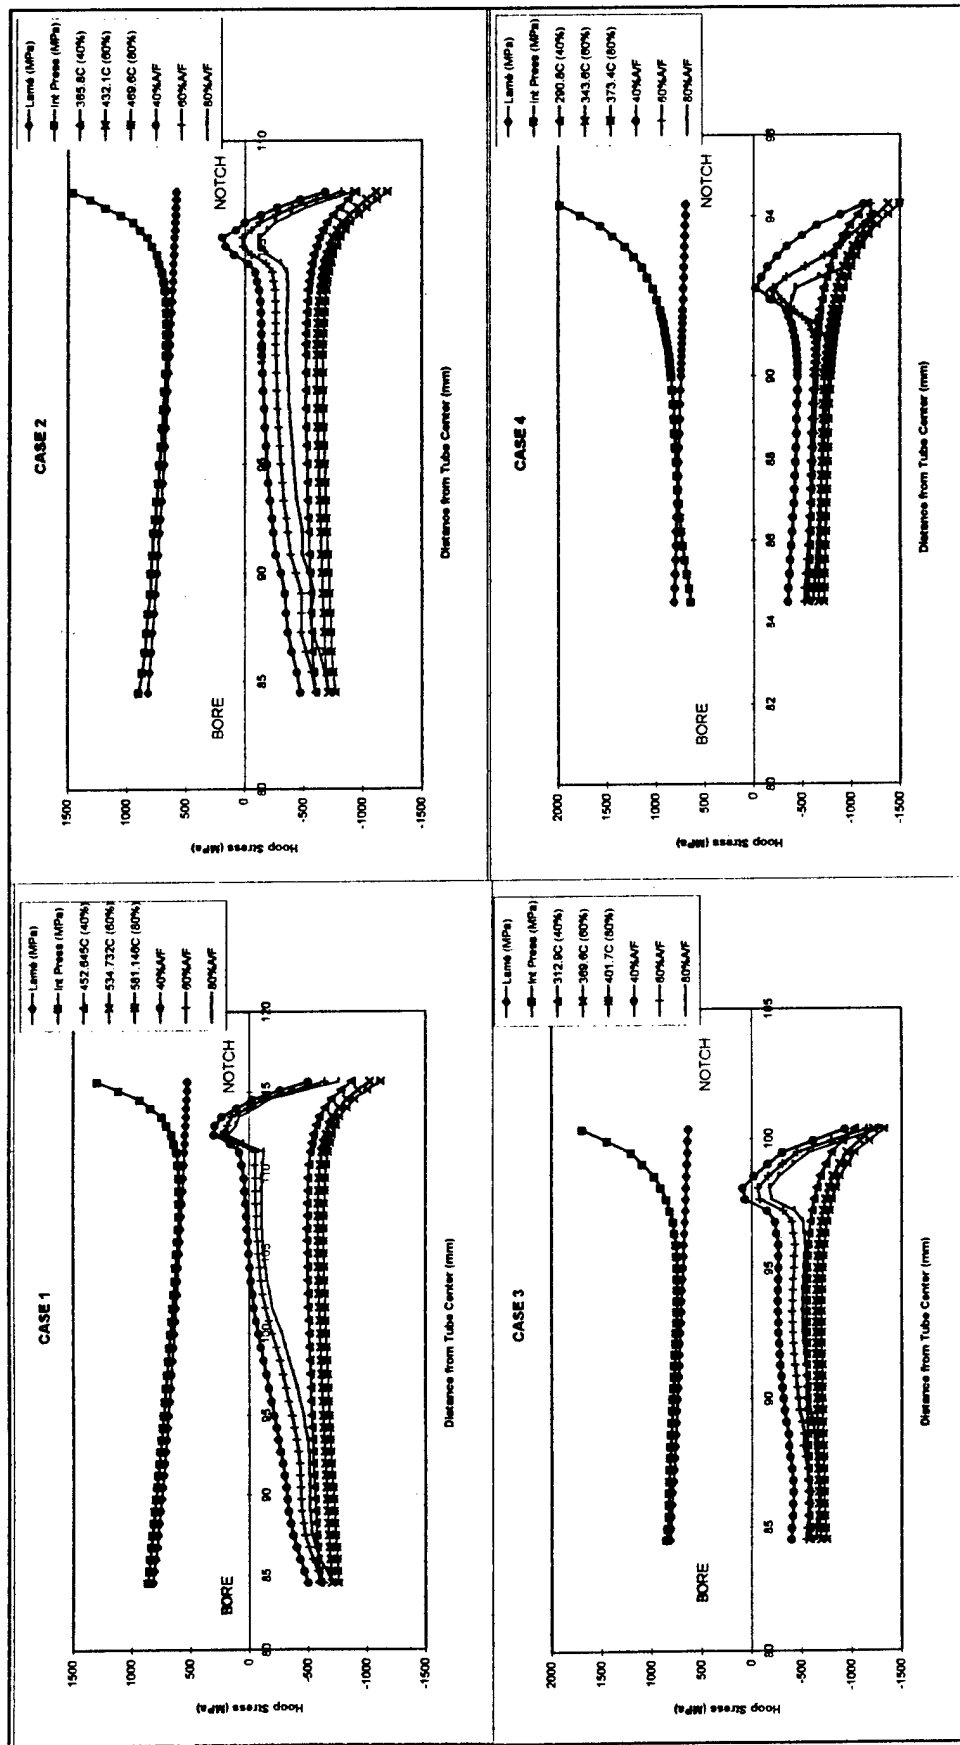 CASE 1
1500
1000
500
0
-500
-1000
-1500
Hoop Stress (MPa)
80
85
90
95
100
105
110
115
120
BORE
NOTCH
Distance from Tube Center (mm)
Lamé (MPa)
Int Press (MPa)
452.645C (40%)
534.732C (60%)
581.146C (80%)
40%A/F
60%A/F
80%A/F
CASE 2
1500
1000
500
0
-500
-1000
-1500
Hoop Stress (MPa)
80
85
90
95
110
BORE
NOTCH
Distance from Tube Center (mm)
Lamé (MPa)
Int Press (MPa)
365.8C (40%)
432.1C (60%)
469.6C (80%)
40%A/F
60%A/F
80%A/F
CASE 3
2000
1500
1000
500
0
-500
-1000
-1500
Hoop Stress (MPa)
80
85
90
95
100
105
BORE
NOTCH
Distance from Tube Center (mm)
Lamé (MPa)
Int Press (MPa)
312.9C (40%)
369.6C (60%)
401.7C (80%)
40%A/F
60%A/F
80%A/F
CASE 4
2000
1500
1000
500
0
-500
-1000
-1500
Hoop Stress (MPa)
80
82
84
86
88
90
94
96
BORE
NOTCH
Distance from Tube Center (mm)
Lamé (MPa)
Int Press (MPa)
290.8C (40%)
343.6C (60%)
373.4C (80%)
40%A/F
60%A/F
80%A/F